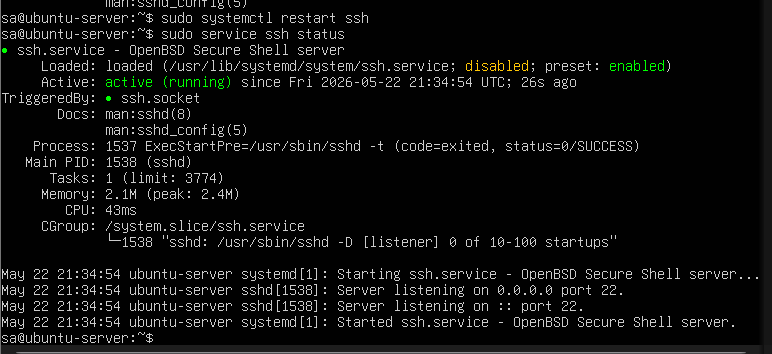 man:sshd_config(5)
sa@ubuntu-server:~$ sudo systemctl restart ssh
sa@ubuntu-server:~$ sudo service ssh status
● ssh.service - OpenBSD Secure Shell server
Loaded: loaded (/usr/lib/systemd/system/ssh.service; disabled; preset: enabled)
Active: active (running) since Fri 2026-05-22 21:34:54 UTC; 26s ago
TriggeredBy: ● ssh.socket
Docs: man:sshd(8)
man:sshd_config(5)
Process: 1537 ExecStartPre=/usr/sbin/sshd -t (code=exited, status=0/SUCCESS)
Main PID: 1538 (sshd)
Tasks: 1 (limit: 3774)
Memory: 2.1M (peak: 2.4M)
CPU: 43ms
CGroup: /system.slice/ssh.service
└─1538 "sshd: /usr/sbin/sshd -D [listener] 0 of 10-100 startups"
May 22 21:34:54 ubuntu-server systemd[1]: Starting ssh.service - OpenBSD Secure Shell server...
May 22 21:34:54 ubuntu-server sshd[1538]: Server listening on 0.0.0.0 port 22.
May 22 21:34:54 ubuntu-server sshd[1538]: Server listening on :: port 22.
May 22 21:34:54 ubuntu-server systemd[1]: Started ssh.service - OpenBSD Secure Shell server.
sa@ubuntu-server:~$